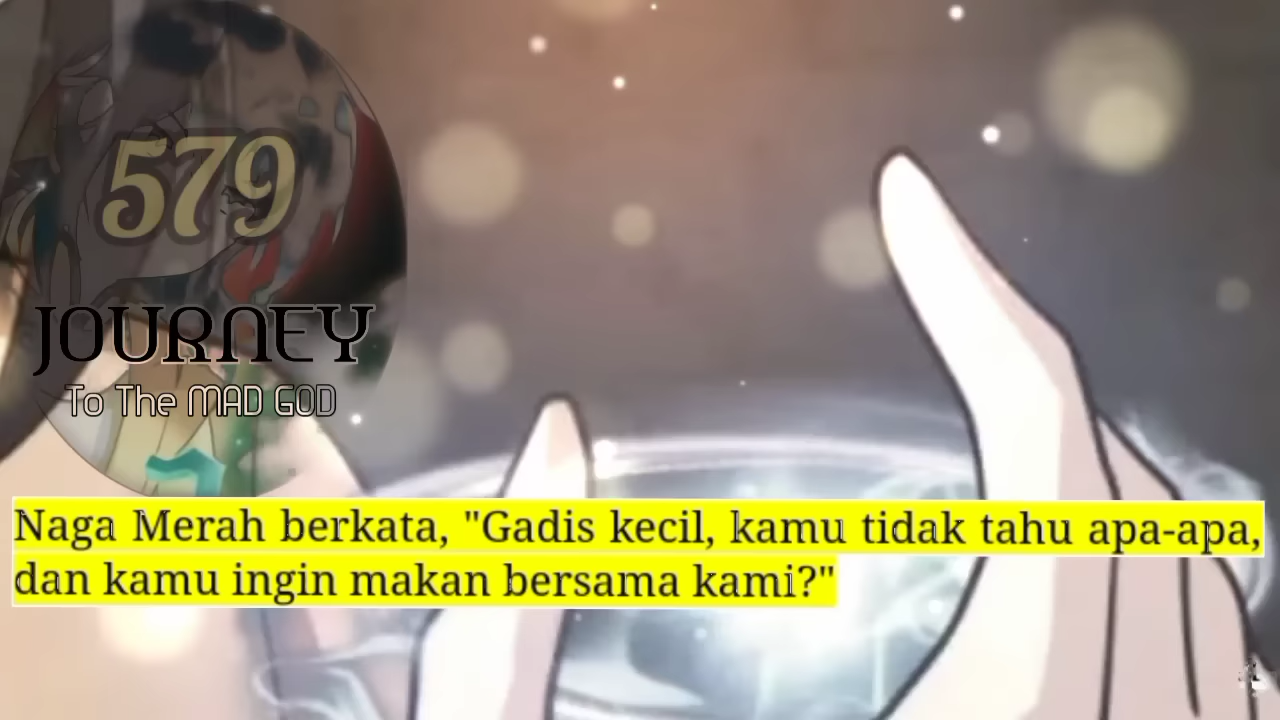 579
JOURNEY
To The MAD GOD
Naga Merah berkata, "Gadis kecil, kamu tidak tahu apa-apa,
dan kamu ingin makan bersama kami?"